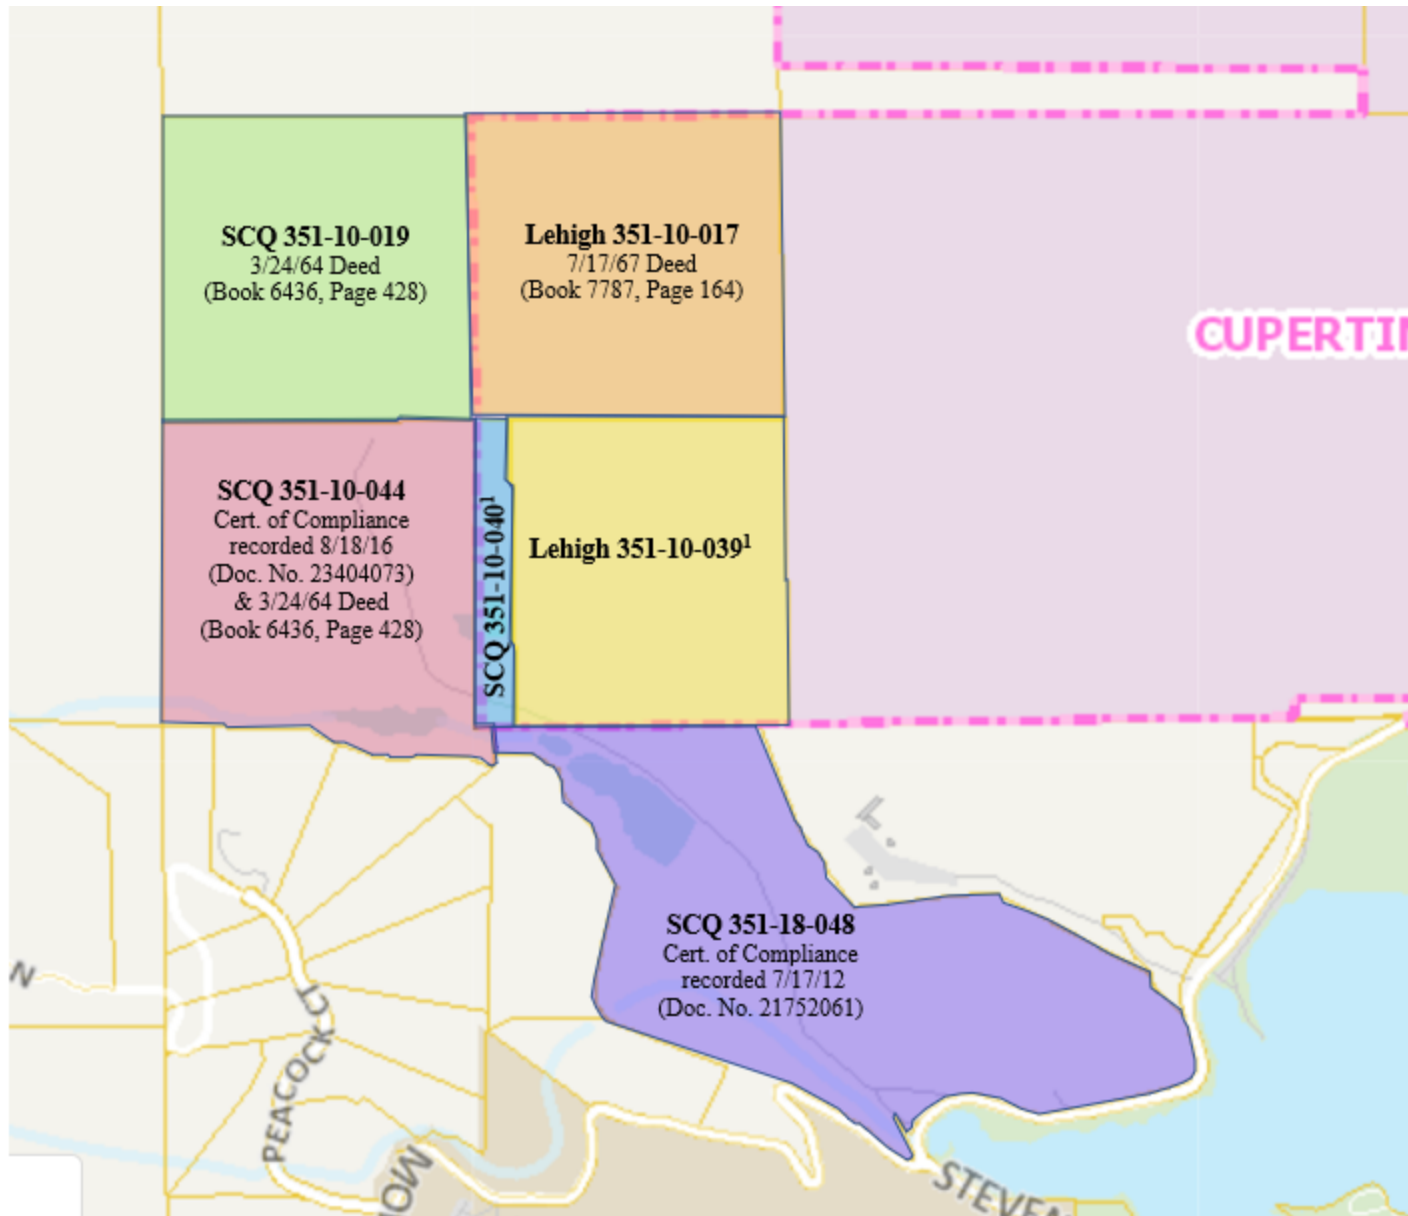 SCQ 351-10-019
3/24/64 Deed
(Book 6436, Page 428)
Lehigh 351-10-017
7/17/67 Deed
(Book 7787, Page 164)
CUPERTIN
SCQ 351-10-044
Cert. of Compliance
recorded 8/18/16
(Doc. No. 23404073)
& 3/24/64 Deed
(Book 6436, Page 428)
SCQ 351-10-040¹
Lehigh 351-10-039¹
SCQ 351-18-048
Cert. of Compliance
recorded 7/17/12
(Doc. No. 21752061)
N
PEACOCK CT
MO
STEVEN